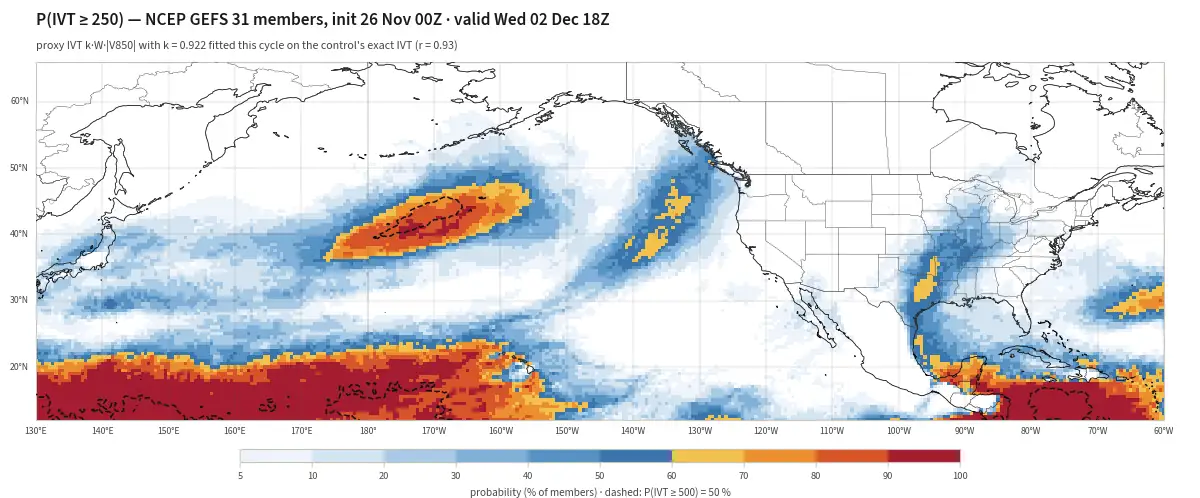 P(IVT ≥ 250) — NCEP GEFS 31 members, init 26 Nov 00Z · valid Wed 02 Dec 18Z
proxy IVT k·W·|V850| with k = 0.922 fitted this cycle on the control's exact IVT (r = 0.93)
60°N
50°N
40°N
30°N
20°N
130°E 140°E 150°E 160°E 170°E 180° 170°W 160°W 150°W 140°W 130°W 120°W 110°W 100°W 90°W 80°W 70°W 60°W
5 10 20 30 40 50 60 70 80 90 100
probability (% of members) · dashed: P(IVT ≥ 500) = 50 %